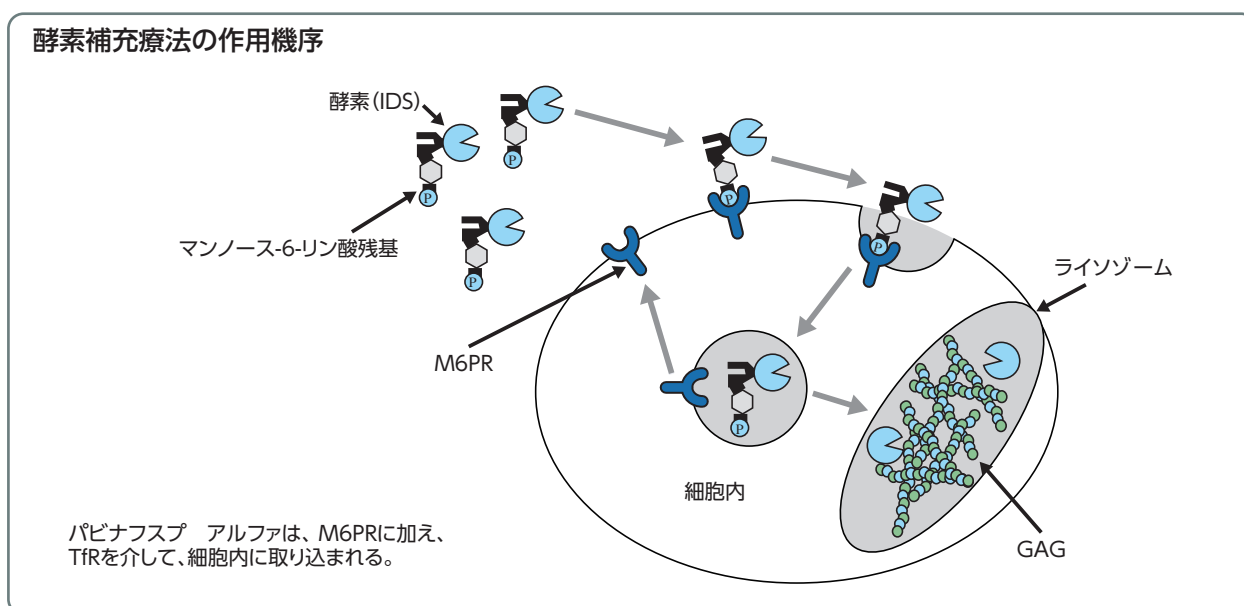 酵素補充療法の作用機序
酵素(IDS)
P
P
P
P
P
マンノース-6-リン酸残基
ライソゾーム
M6PR
P
細胞内
GAG
パビナフスプ　アルファは、M6PRに加え、
TfRを介して、細胞内に取り込まれる。